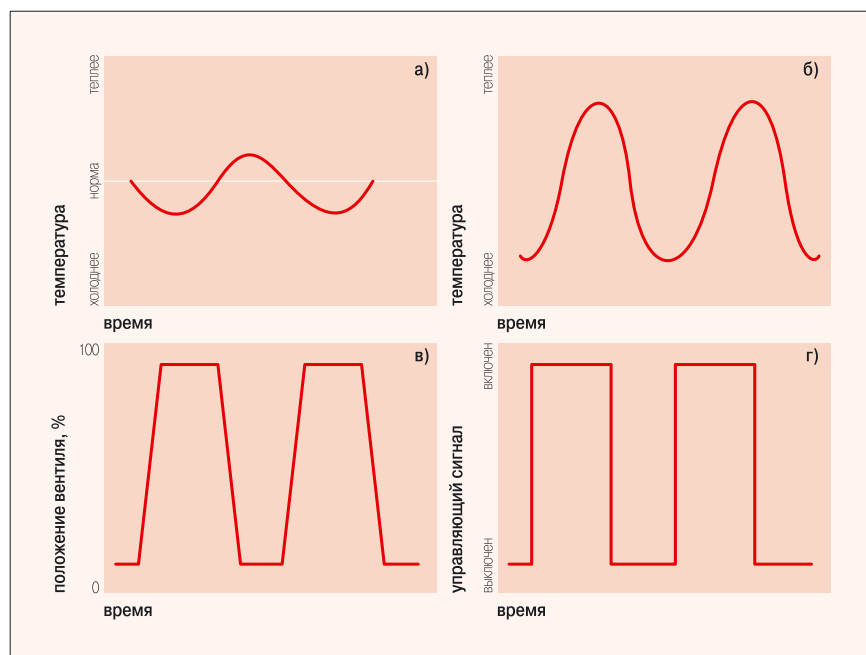 а)
теплее
норма
холоднее
температура
время
б)
теплее
холоднее
температура
время
в)
100
0
положение вентиля, %
время
г)
включен
выключен
управляющий сигнал
время